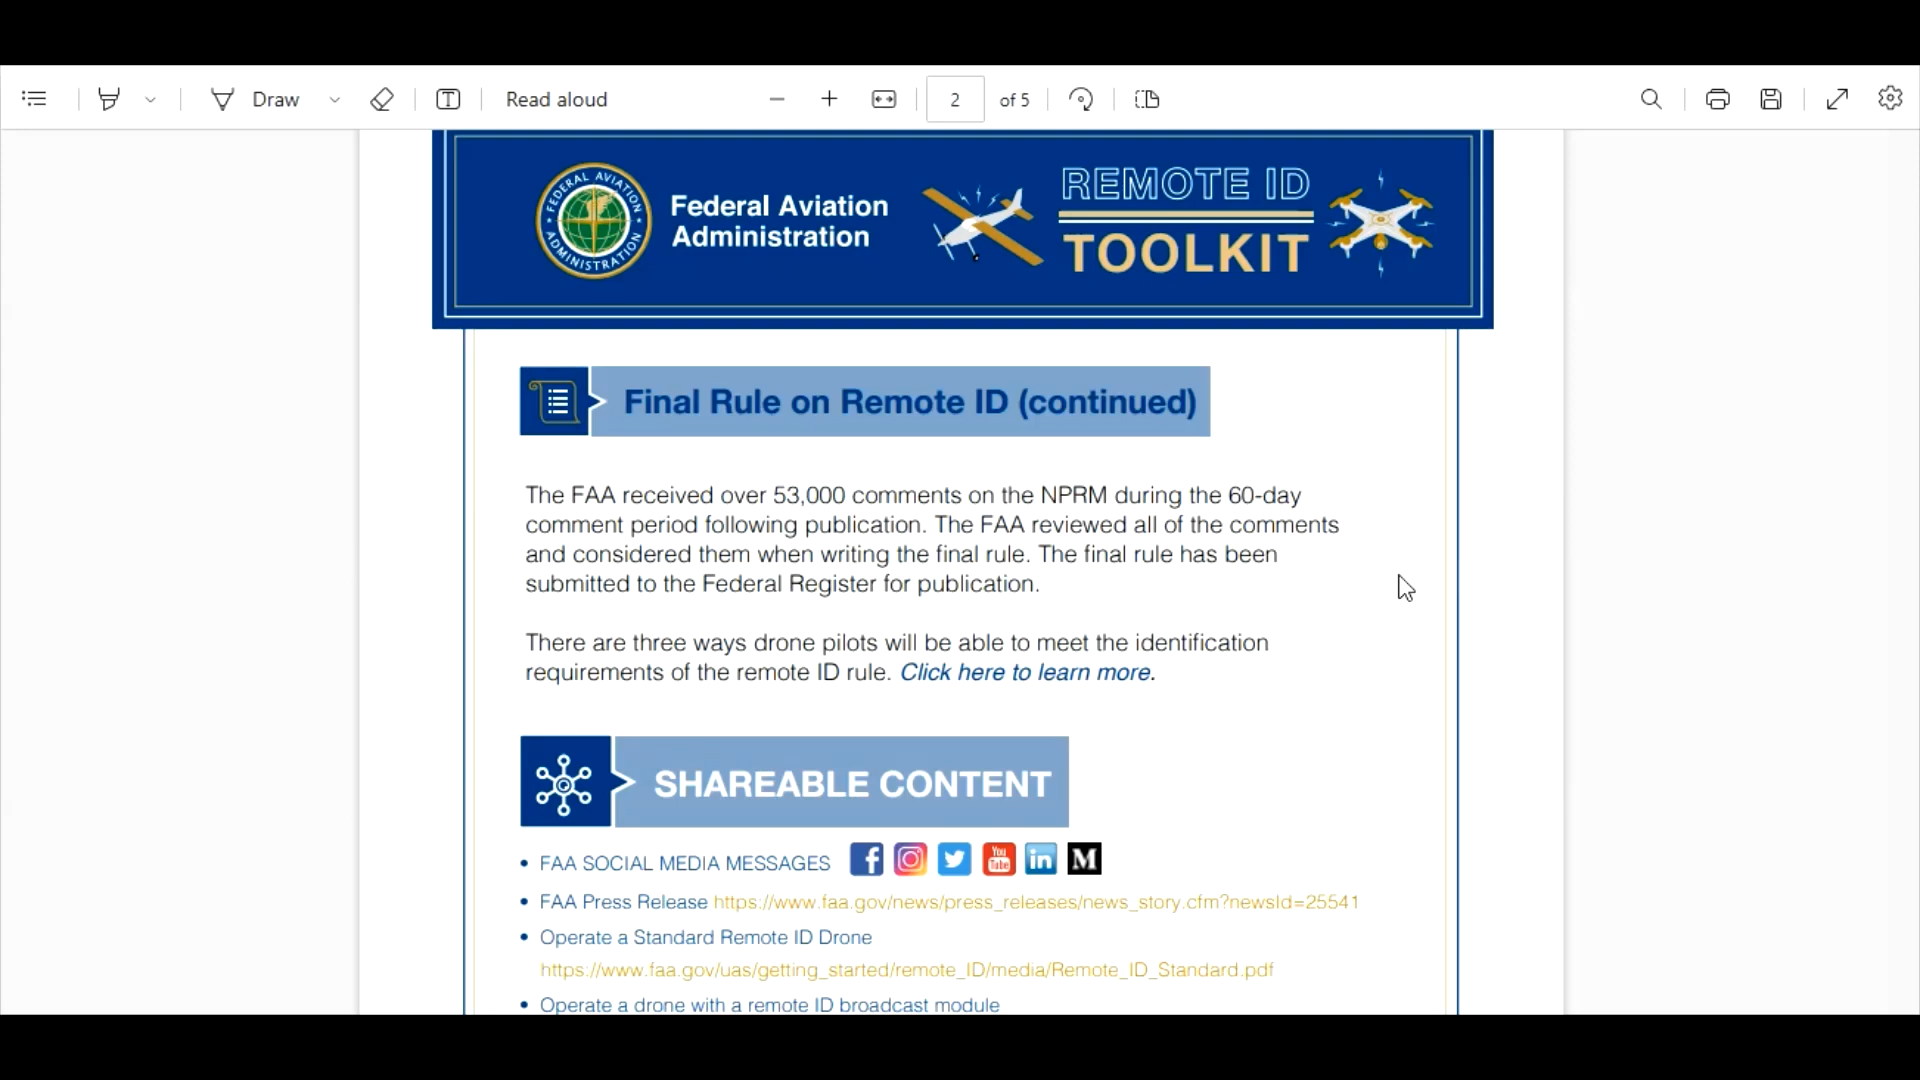 Draw
Read aloud
2 of 5
FEDERAL AVIATION ADMINISTRATION
Federal Aviation
Administration
REMOTE ID
TOOLKIT
Final Rule on Remote ID (continued)
The FAA received over 53,000 comments on the NPRM during the 60-day
comment period following publication. The FAA reviewed all of the comments
and considered them when writing the final rule. The final rule has been
submitted to the Federal Register for publication.
There are three ways drone pilots will be able to meet the identification
requirements of the remote ID rule. Click here to learn more.
SHAREABLE CONTENT
• FAA SOCIAL MEDIA MESSAGES f in M
You
Tube
• FAA Press Release https://www.faa.gov/news/press_releases/news_story.cfm?newsId=25541
• Operate a Standard Remote ID Drone
https://www.faa.gov/uas/getting_started/remote_ID/media/Remote_ID_Standard.pdf
• Operate a drone with a remote ID broadcast module